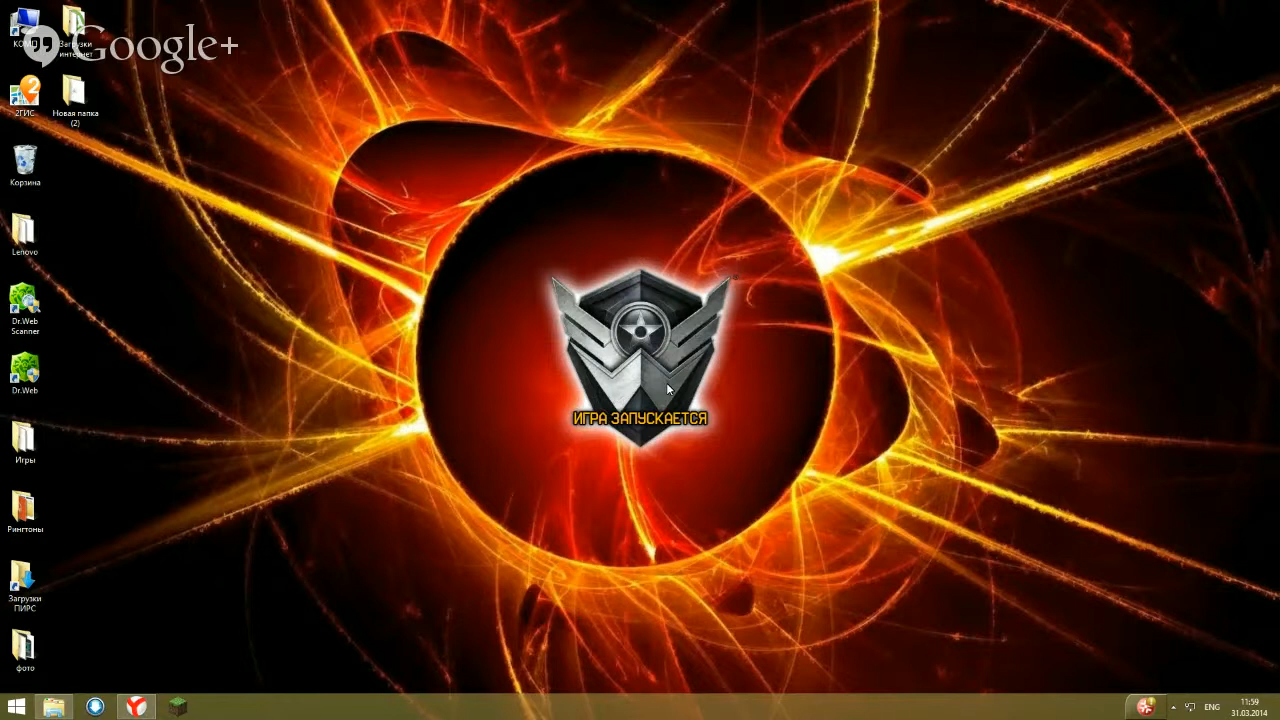 Google+
КОМП
Загрузки
интернет
2ГИС
Новая папка
(2)
Корзина
Lenovo
Dr.Web
Scanner
Dr.Web
Игры
Рингтоны
Загрузки
ПИРС
фото
ИГРА ЗАПУСКАЕТСЯ
ENG
11:59
31.03.2014